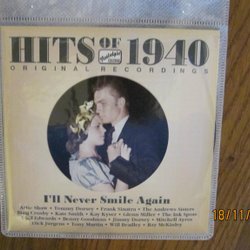 HITS OF 1940
ORIGINAL RECORDINGS
I'll Never Smile Again
Artie Shaw • Tommy Dorsey • Frank Sinatra • The Andrews Sisters
Bing Crosby • Kate Smith • Kay Kyser • Glenn Miller • The Ink Spots
Cliff Edwards • Benny Goodman • Jimmy Dorsey • Mitchell Ayres
Dick Jurgens • Tony Martin • Will Bradley • Ray McKinley
18/11/